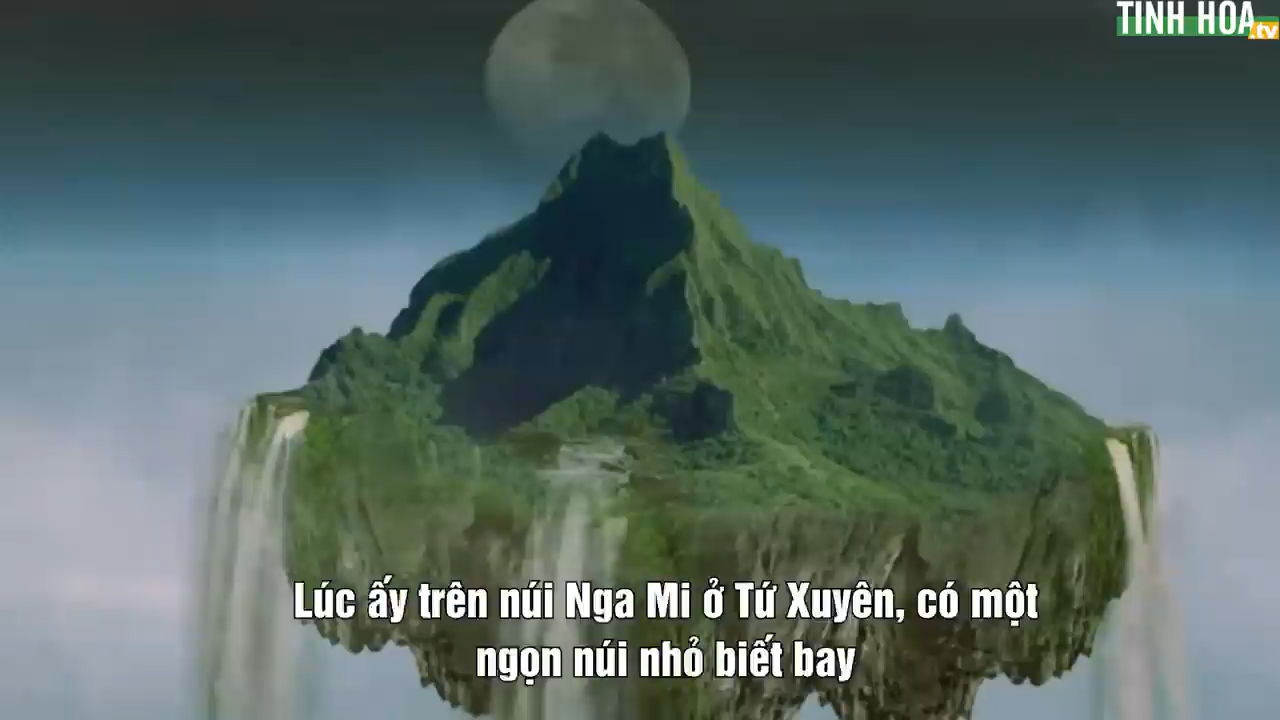 TINH HOA
.tv
Lúc ấy trên núi Nga Mi ở Tứ Xuyên, có một
ngọn núi nhỏ biết bay